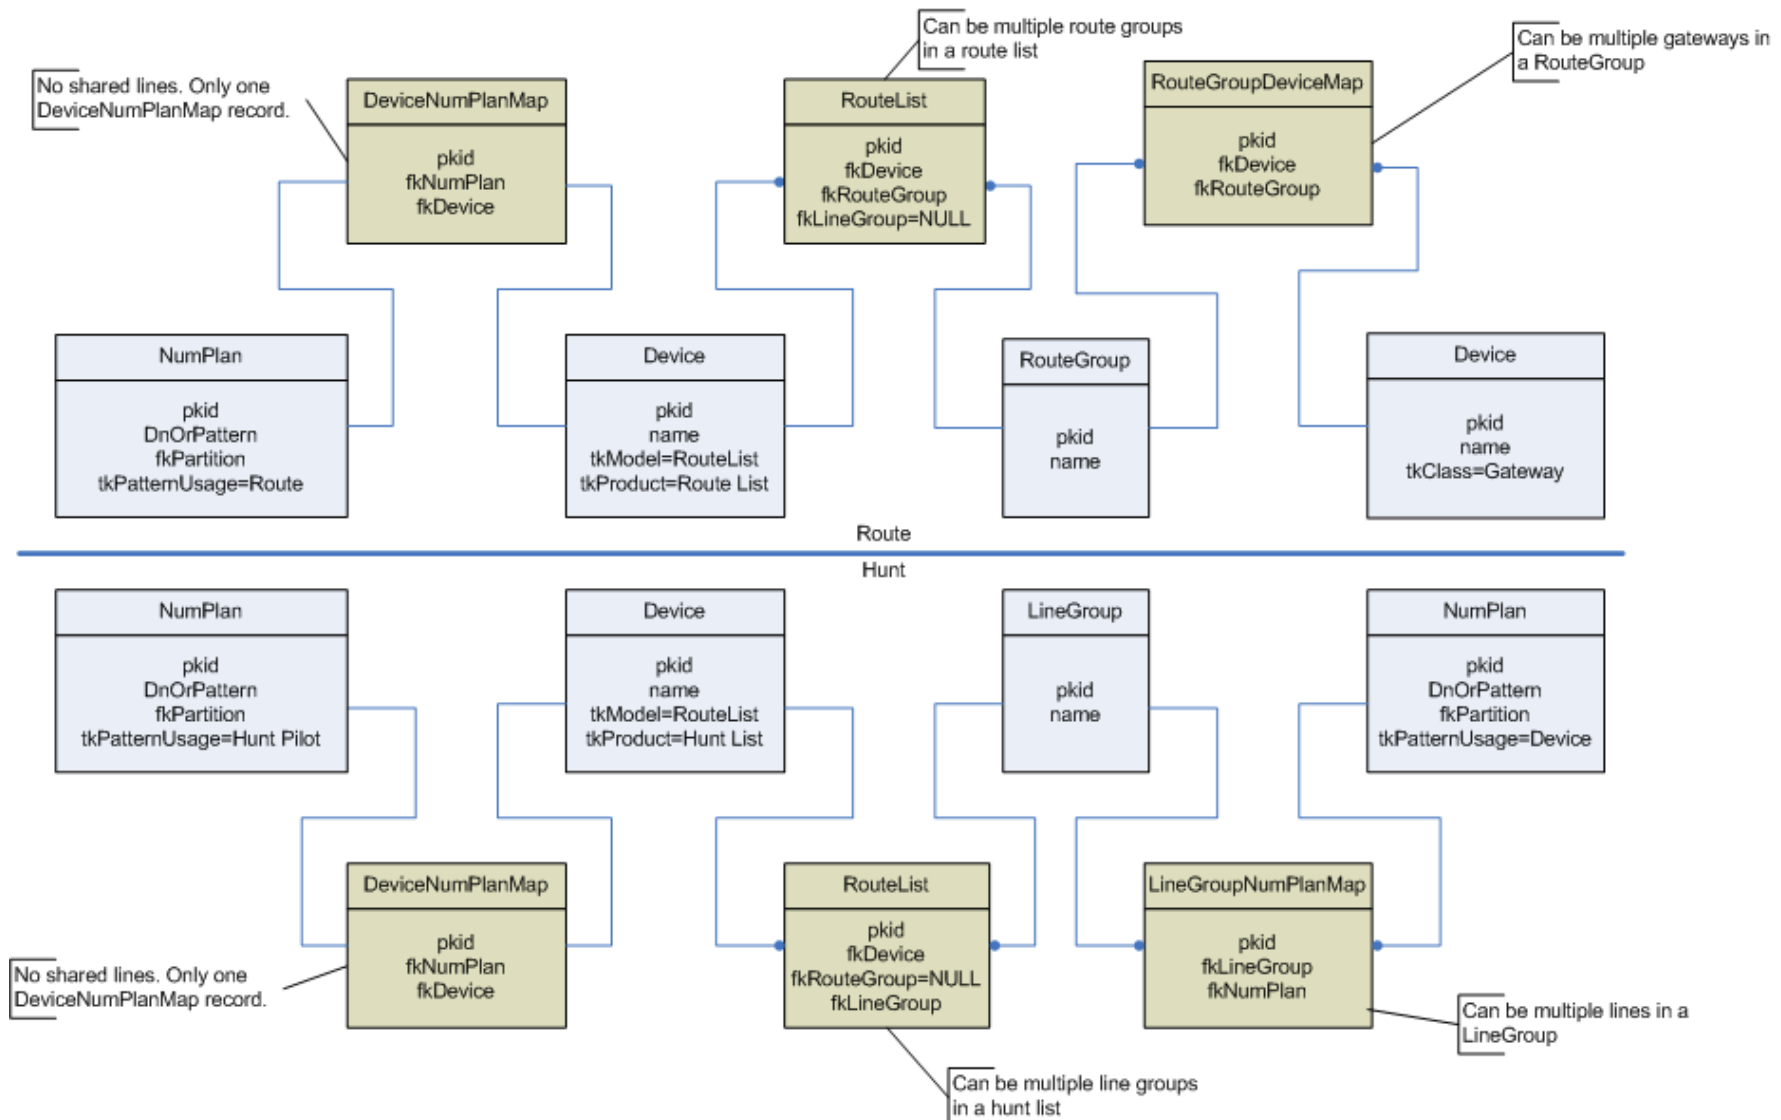 Can be multiple route groups
in a route list
Can be multiple gateways in
a RouteGroup
No shared lines. Only one
DeviceNumPlanMap record.
DeviceNumPlanMap
pkid
fkNumPlan
fkDevice
RouteList
pkid
fkDevice
fkRouteGroup
fkLineGroup=NULL
RouteGroupDeviceMap
pkid
fkDevice
fkRouteGroup
NumPlan
pkid
DnOrPattern
fkPartition
tkPatternUsage=Route
Device
pkid
name
tkModel=RouteList
tkProduct=Route List
RouteGroup
pkid
name
Device
pkid
name
tkClass=Gateway
Route
Hunt
NumPlan
pkid
DnOrPattern
fkPartition
tkPatternUsage=Hunt Pilot
Device
pkid
name
tkModel=RouteList
tkProduct=Hunt List
LineGroup
pkid
name
NumPlan
pkid
DnOrPattern
fkPartition
tkPatternUsage=Device
DeviceNumPlanMap
pkid
fkNumPlan
fkDevice
RouteList
pkid
fkDevice
fkRouteGroup=NULL
fkLineGroup
LineGroupNumPlanMap
pkid
fkLineGroup
fkNumPlan
No shared lines. Only one
DeviceNumPlanMap record.
Can be multiple lines in a
LineGroup
Can be multiple line groups
in a hunt list